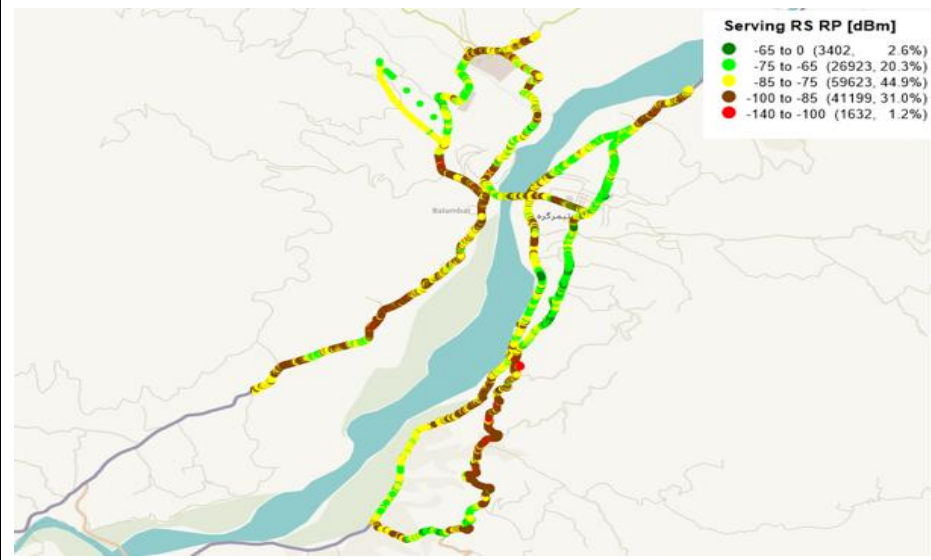 Serving RS RP [dBm]
-65 to 0 (3402, 2.6%)
-75 to -65 (26923, 20.3%)
-85 to -75 (59623, 44.9%)
-100 to -85 (41199, 31.0%)
-140 to -100 (1632, 1.2%)
Balambat
تیمرگرہ